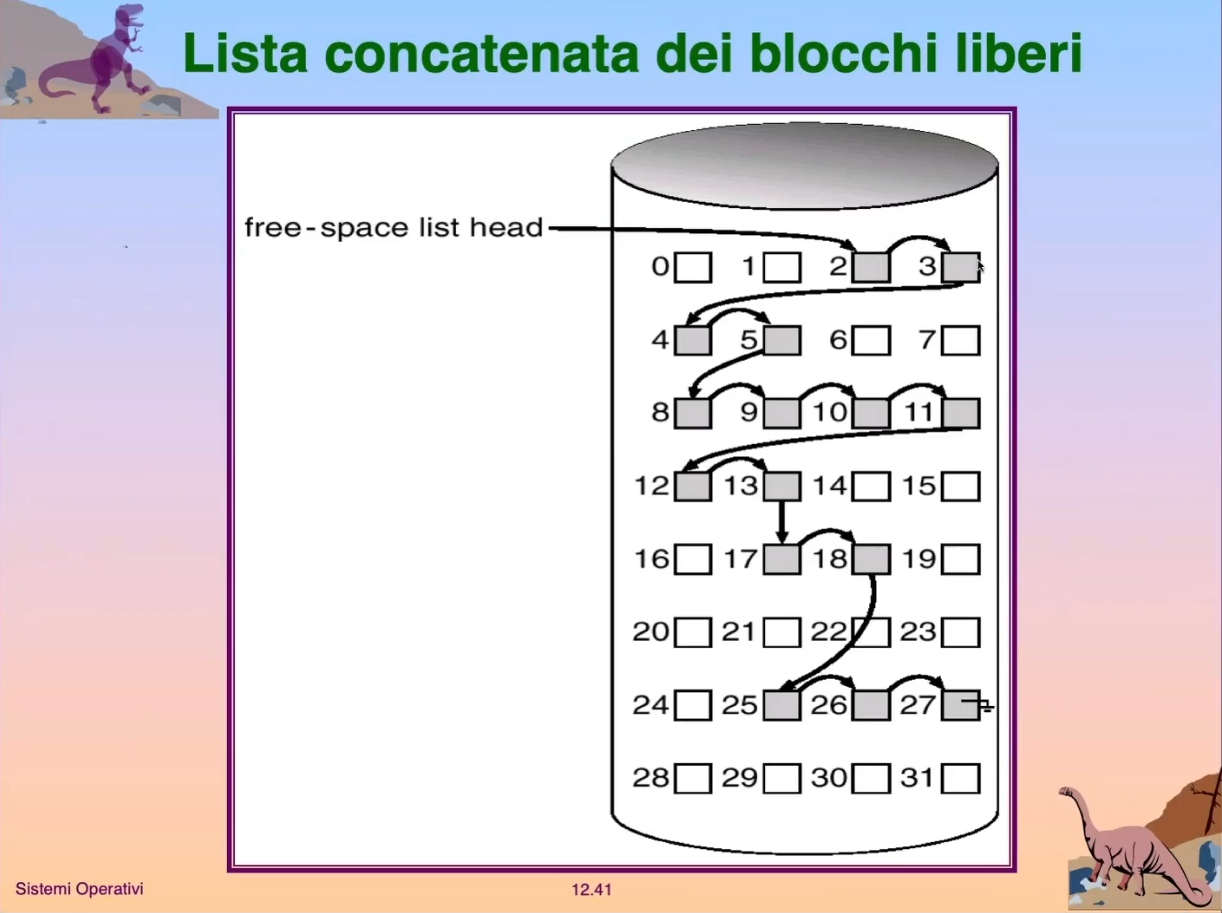 Lista concatenata dei blocchi liberi
free-space list head
0 1 2 3
4 5 6 7
8 9 10 11
12 13 14 15
16 17 18 19
20 21 22 23
24 25 26 27
28 29 30 31
Sistemi Operativi 12.41